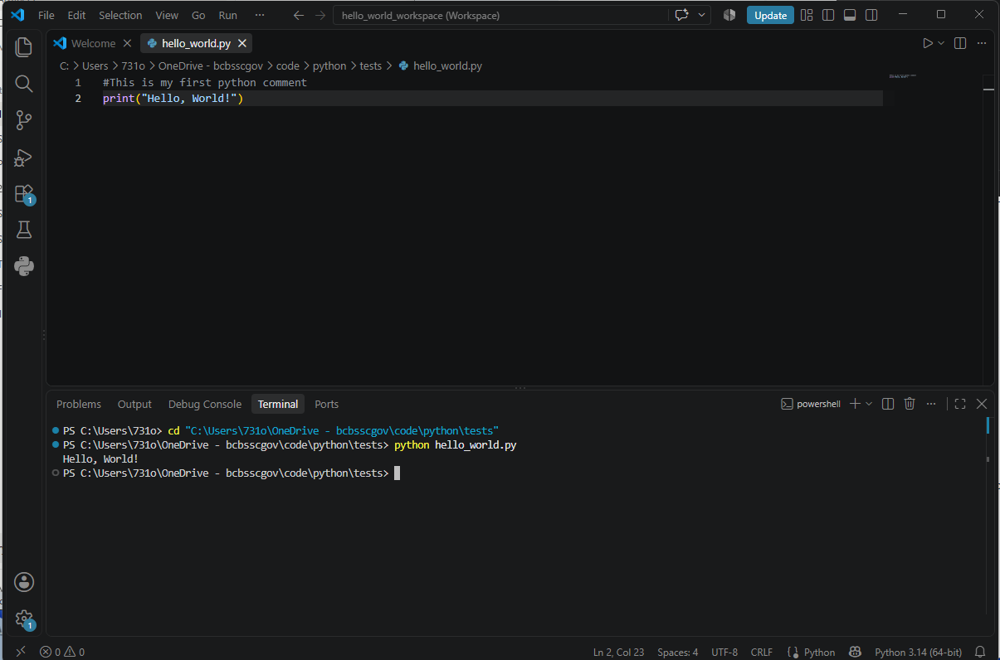 File Edit Selection View Go Run ··· hello_world_workspace (Workspace) Update
Welcome hello_world.py
C: > Users > 731o > OneDrive - bcbsscgov > code > python > tests > hello_world.py
1 #This is my first python comment
2 print("Hello, World!")
1
Problems Output Debug Console Terminal Ports powershell
PS C:\Users\731o> cd "C:\Users\731o\OneDrive - bcbsscgov\code\python\tests"
PS C:\Users\731o\OneDrive - bcbsscgov\code\python\tests> python hello_world.py
Hello, World!
PS C:\Users\731o\OneDrive - bcbsscgov\code\python\tests>
1
0 0 Ln 2, Col 23 Spaces: 4 UTF-8 CRLF { } Python Python 3.14 (64-bit)